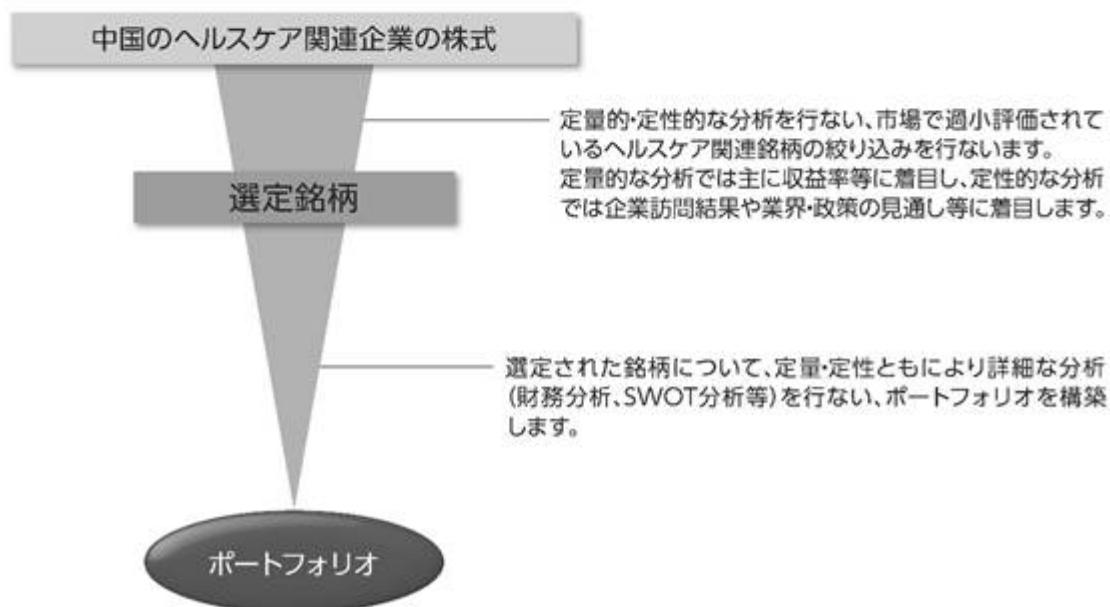 中国のヘルスケア関連企業の株式
定量的・定性的な分析を行ない、市場で過小評価されて
いるヘルスケア関連銘柄の絞り込みを行ないます。
定量的な分析では主に収益率等に着目し、定性的な分析
では企業訪問結果や業界・政策の見通し等に着目します。
選定銘柄
選定された銘柄について、定量・定性ともにより詳細な分析
(財務分析、SWOT分析等)を行ない、ポートフォリオを構築
します。
ポートフォリオ